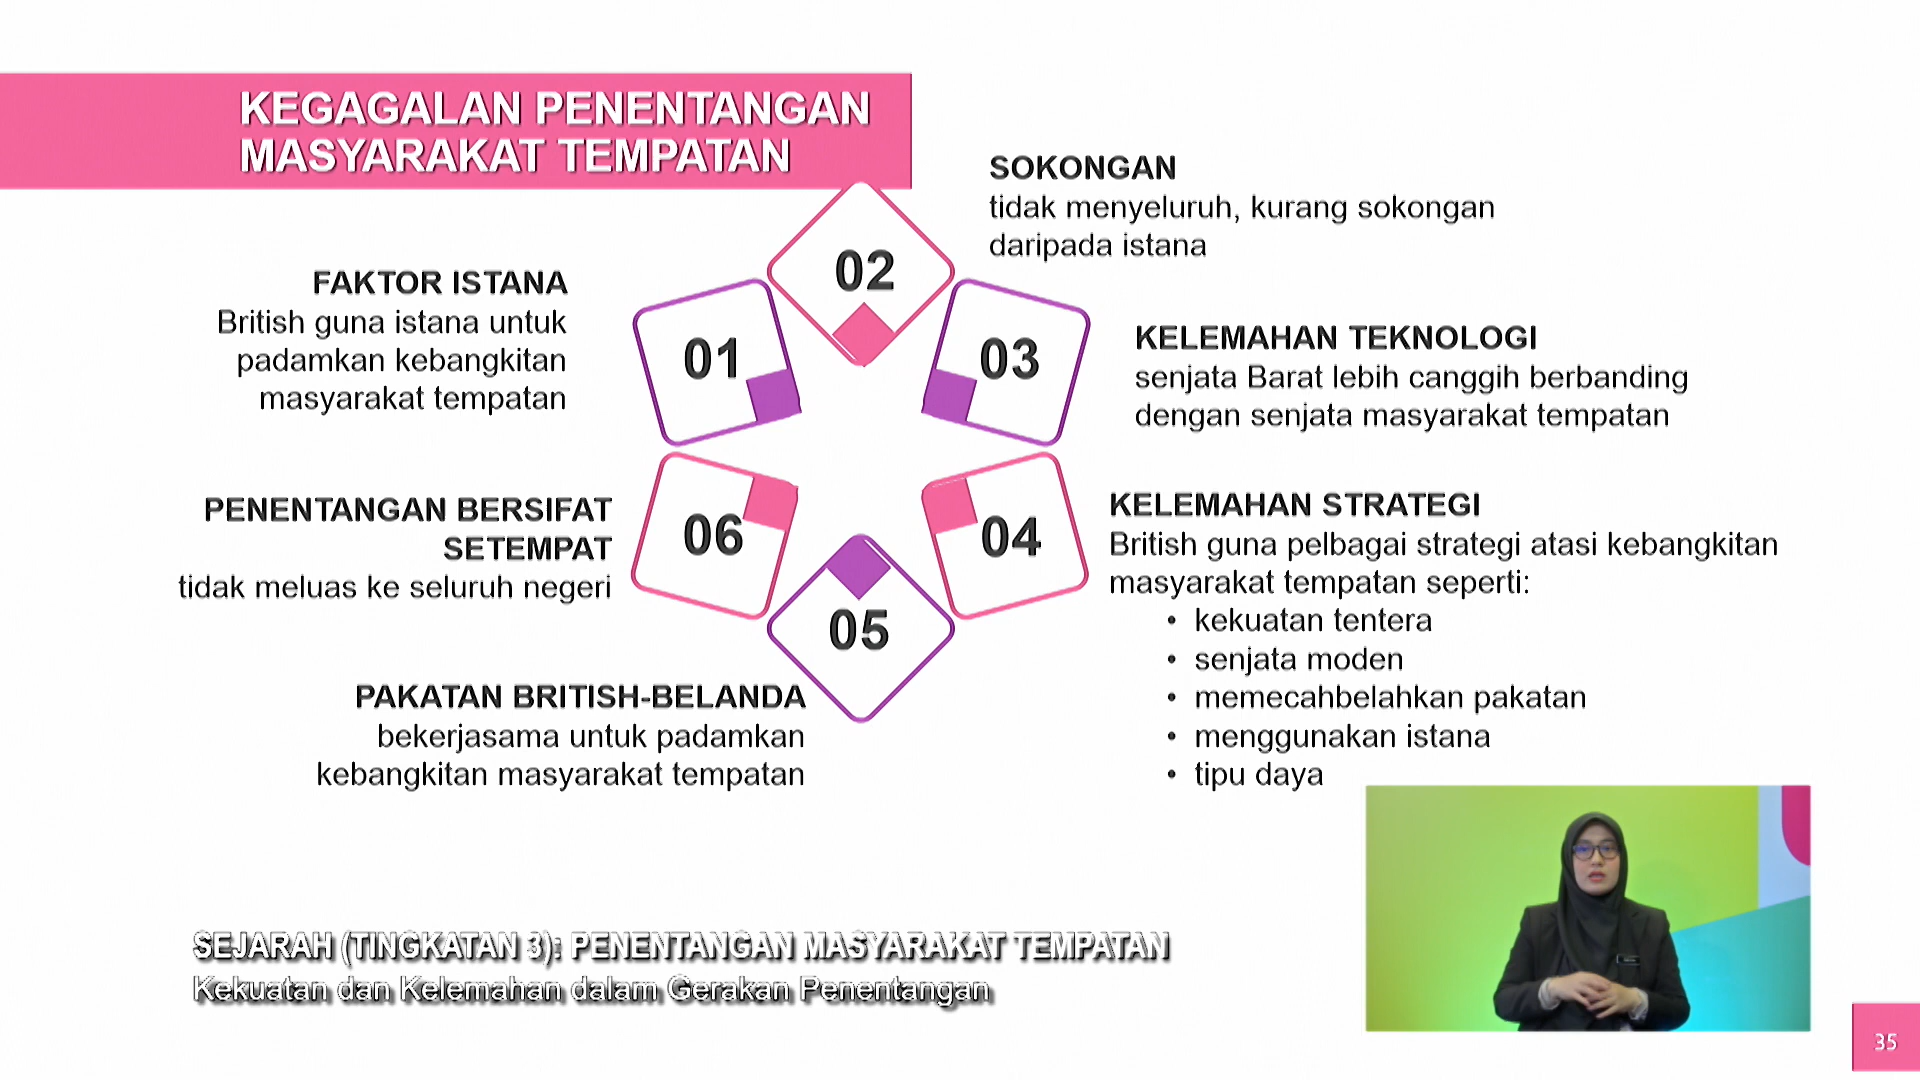 KEGAGALAN PENENTANGAN
MASYARAKAT TEMPATAN
01
FAKTOR ISTANA
British guna istana untuk
padamkan kebangkitan
masyarakat tempatan
02
SOKONGAN
tidak menyeluruh, kurang sokongan
daripada istana
03
KELEMAHAN TEKNOLOGI
senjata Barat lebih canggih berbanding
dengan senjata masyarakat tempatan
04
KELEMAHAN STRATEGI
British guna pelbagai strategi atasi kebangkitan
masyarakat tempatan seperti:
• kekuatan tentera
• senjata moden
• memecahbelahkan pakatan
• menggunakan istana
• tipu daya
05
PAKATAN BRITISH-BELANDA
bekerjasama untuk padamkan
kebangkitan masyarakat tempatan
06
PENENTANGAN BERSIFAT
SETEMPAT
tidak meluas ke seluruh negeri
SEJARAH (TINGKATAN 3): PENENTANGAN MASYARAKAT TEMPATAN
Kekuatan dan Kelemahan dalam Gerakan Penentangan
35